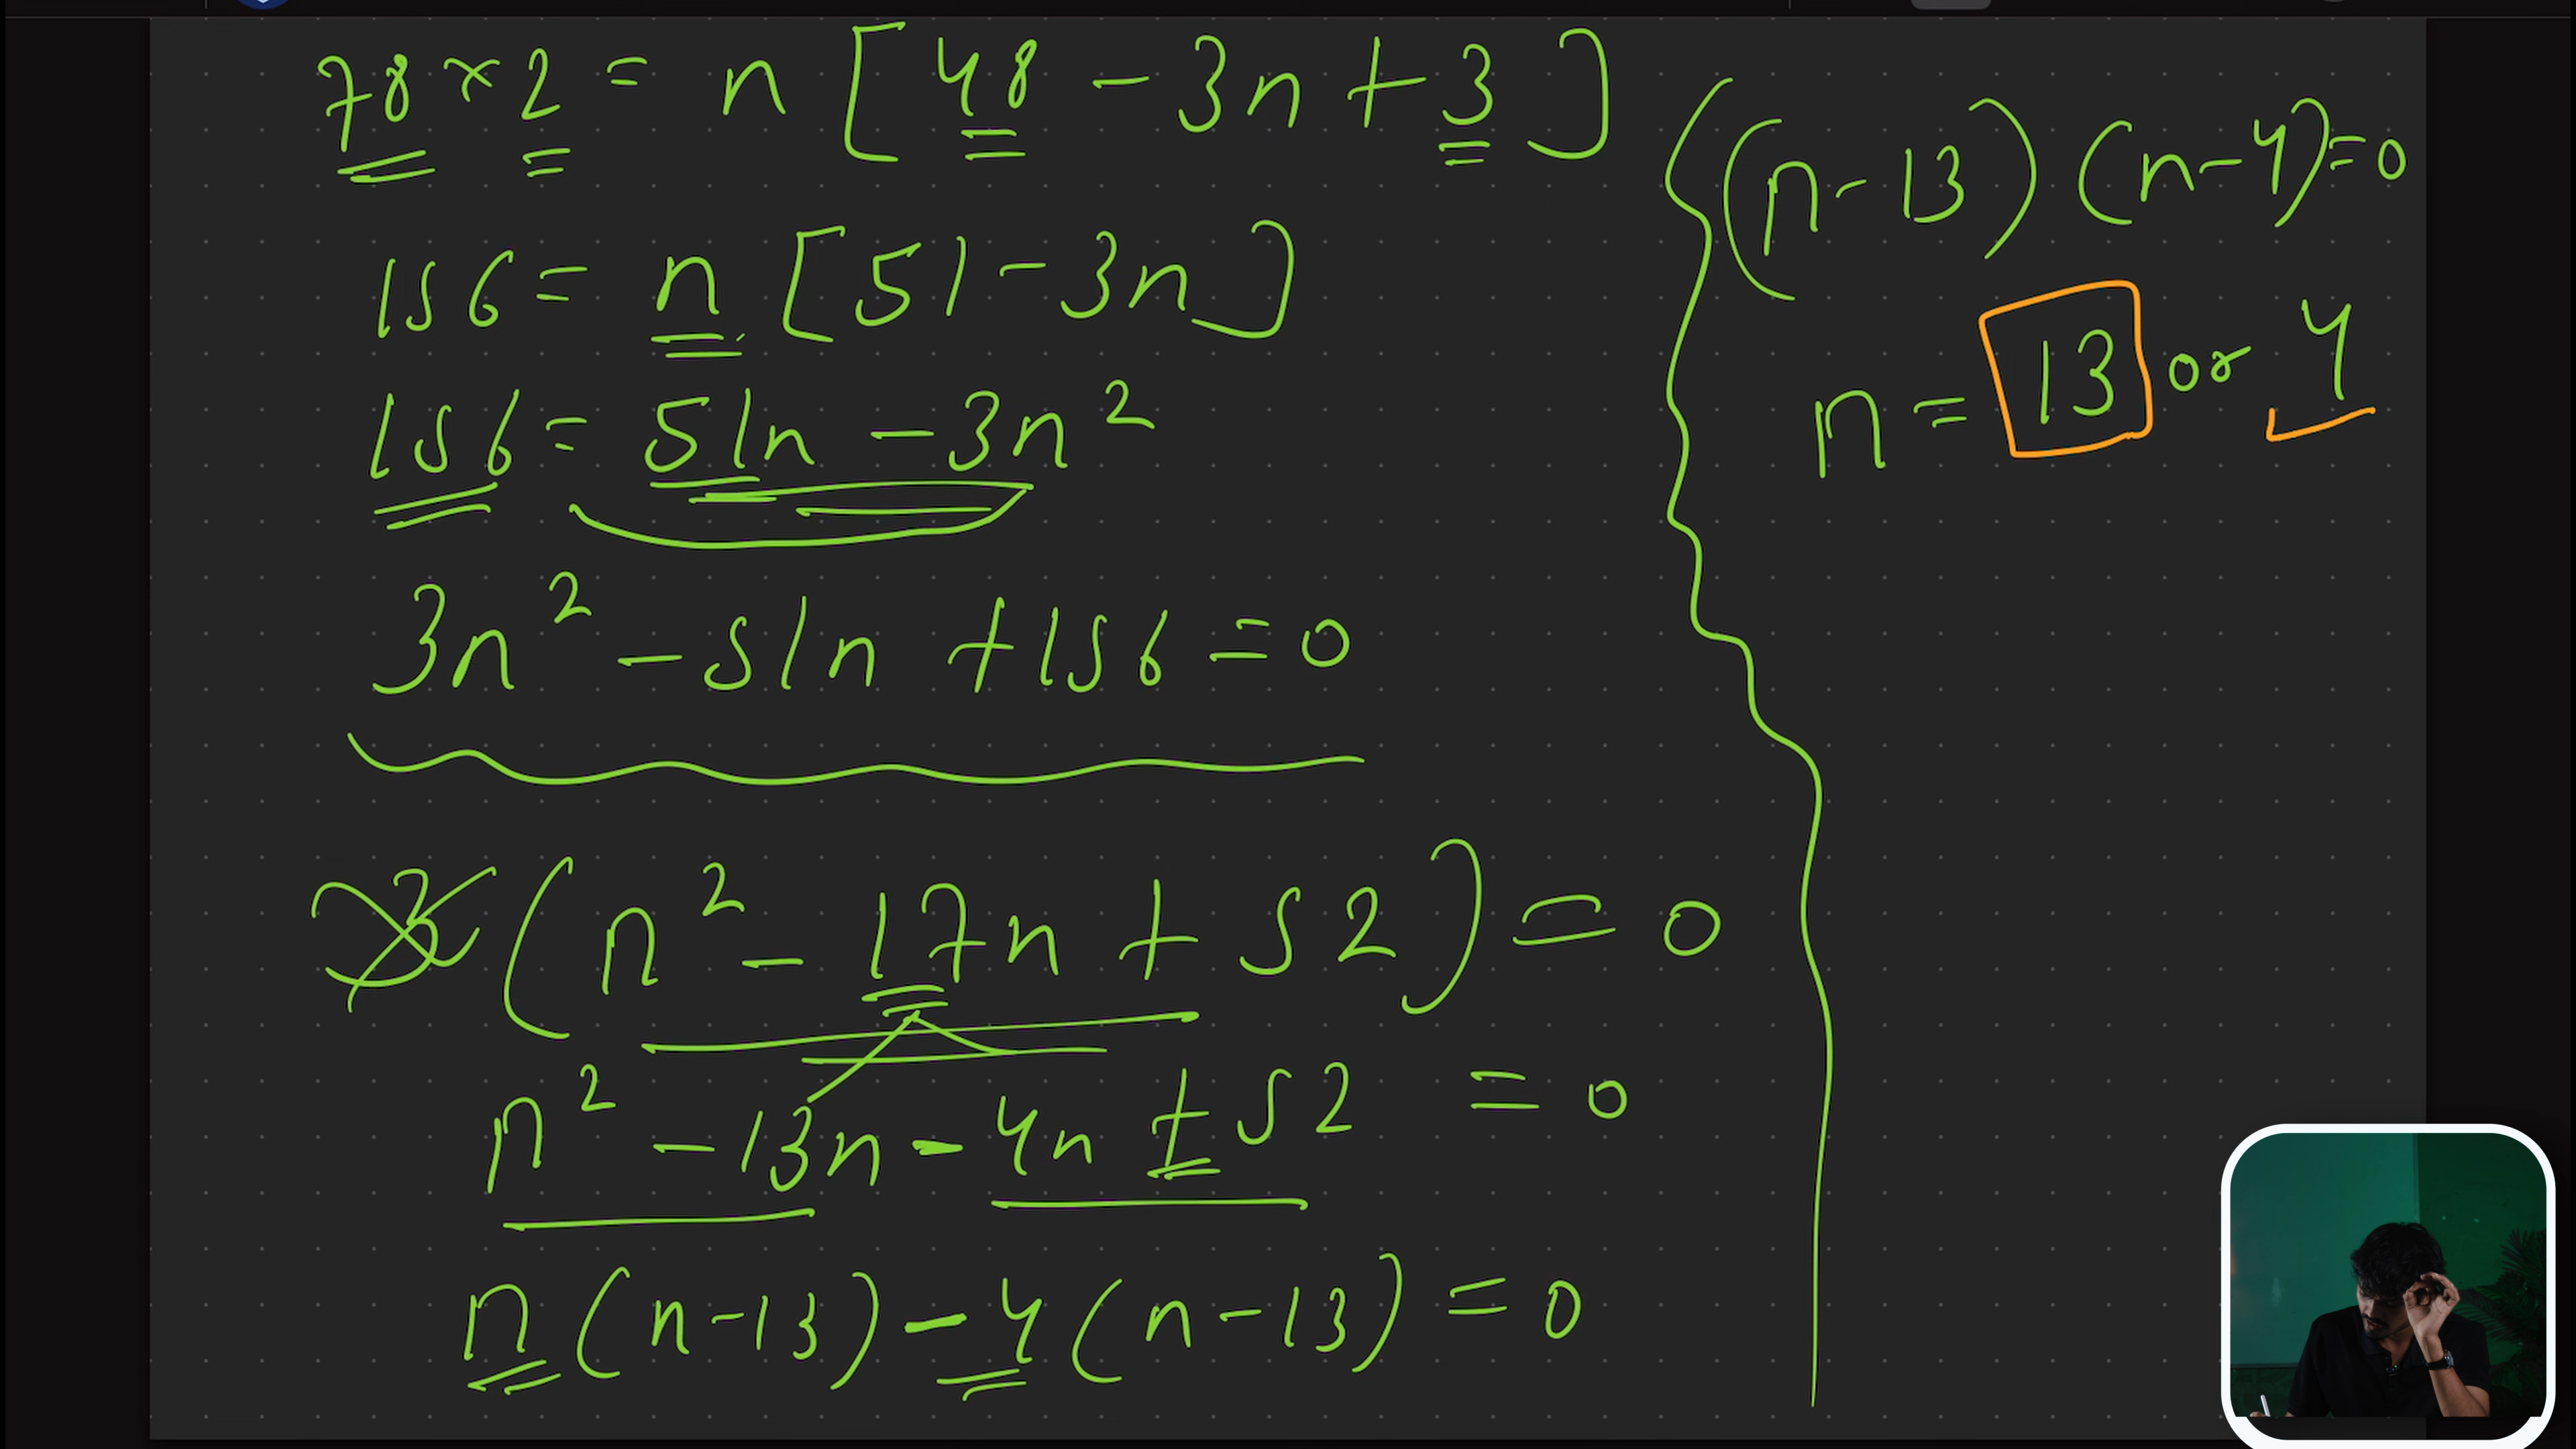 78 × 2 = n [ 48 - 3n + 3 ]
156 = n [ 51 - 3n ]
156 = 51n - 3n²
3n² - 51n + 156 = 0
3 ( n² - 17n + 52 ) = 0
n² - 13n - 4n + 52 = 0
n (n-13) - 4 (n-13) = 0
(n-13) (n-4) = 0
n = 13 or 4